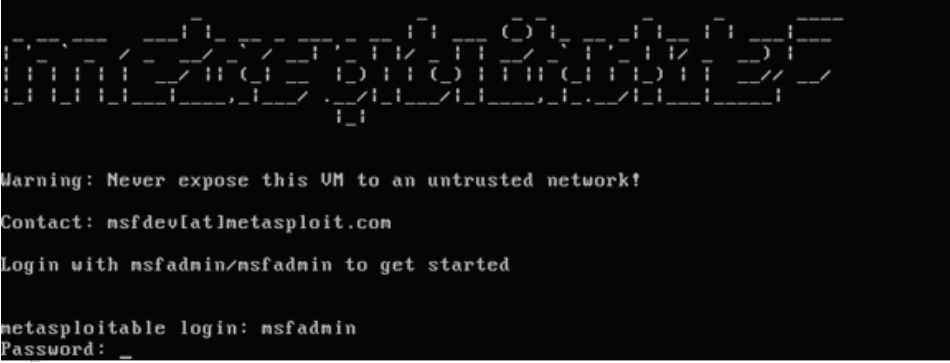 metasploitable2
Warning: Never expose this VM to an untrusted network!
Contact: msfdev[at]metasploit.com
Login with msfadmin/msfadmin to get started
metasploitable login: msfadmin
Password: _